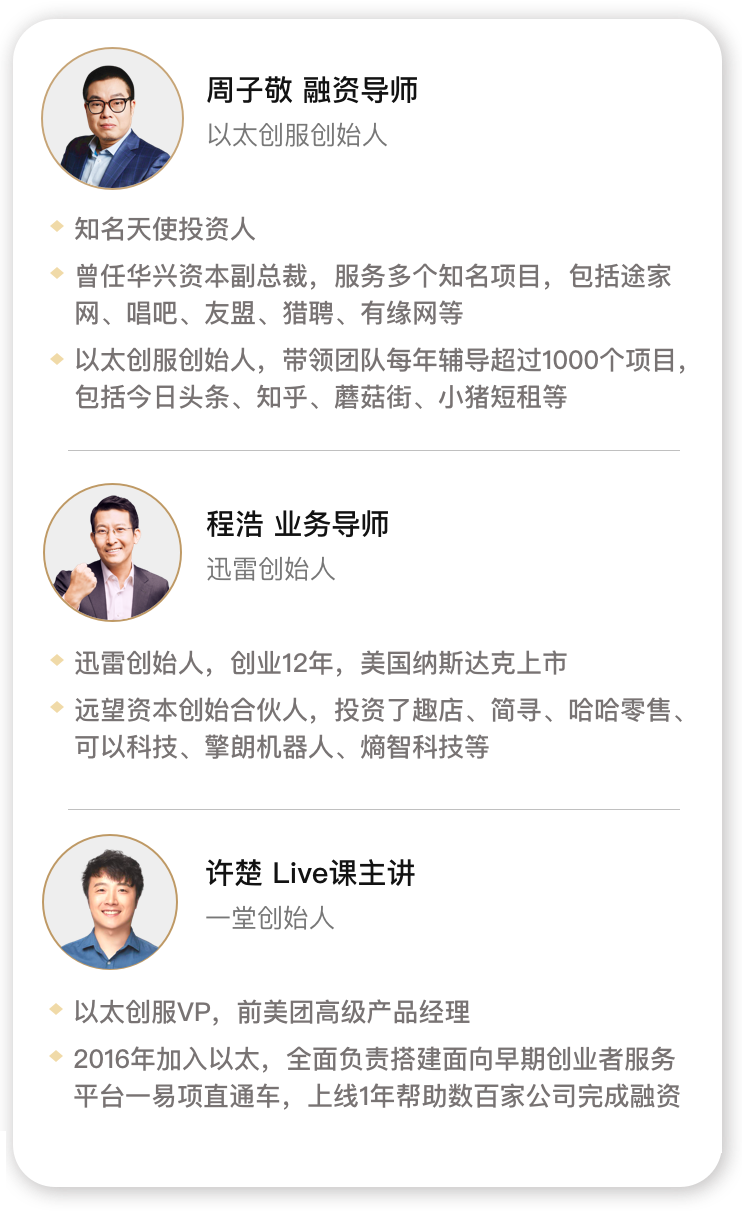 周子敬 融资导师
以太创服创始人
知名天使投资人
曾任华兴资本副总裁，服务多个知名项目，包括途家
网、唱吧、友盟、猎聘、有缘网等
以太创服创始人，带领团队每年辅导超过1000个项目，
包括今日头条、知乎、蘑菇街、小猪短租等
程浩 业务导师
迅雷创始人
迅雷创始人，创业12年，美国纳斯达克上市
远望资本创始合伙人，投资了趣店、简寻、哈哈零售、
可以科技、擎朗机器人、熵智科技等
许楚 Live课主讲
一堂创始人
以太创服VP，前美团高级产品经理
2016年加入以太，全面负责搭建面向早期创业者服务
平台一易项直通车，上线1年帮助数百家公司完成融资